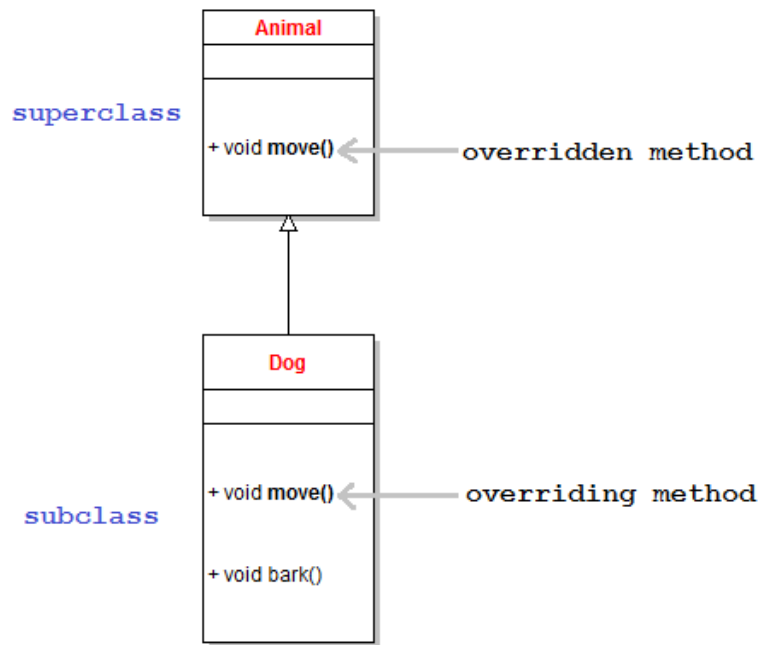 Animal
superclass
+ void move()
overridden method
Dog
+ void move()
overriding method
subclass
+ void bark()